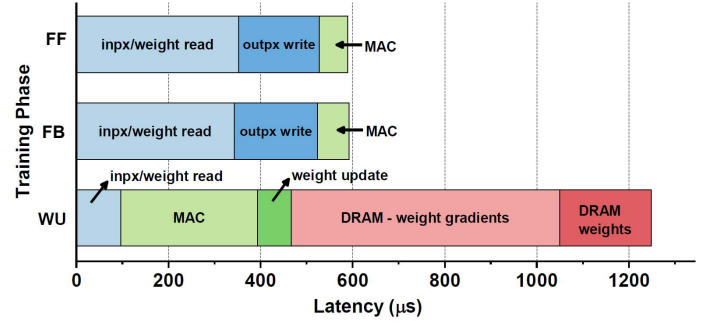 Training Phase
FF
inpx/weight read
outpx write
MAC
FB
inpx/weight read
outpx write
MAC
inpx/weight read
weight update
WU
MAC
DRAM - weight gradients
DRAM
weights
0
200
400
600
800
1000
1200
Latency (μs)